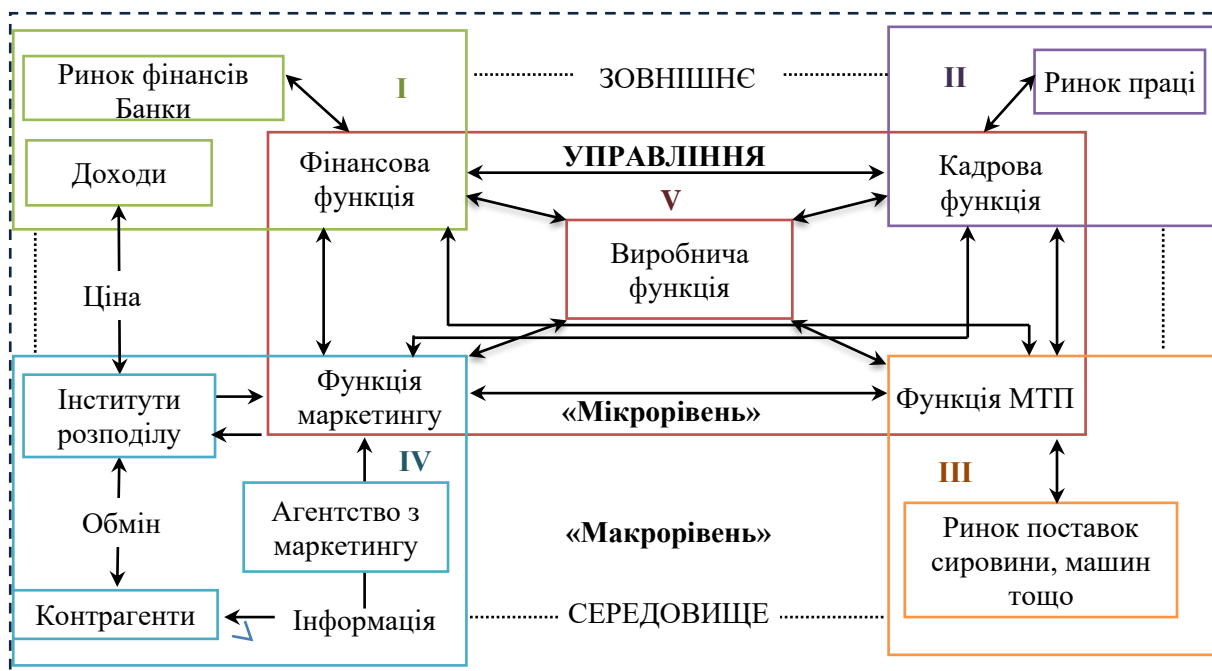 Ринок фінансів
Банки
I
ЗОВНІШНЄ
II
Ринок праці
Доходи
Фінансова
функція
УПРАВЛІННЯ
V
Кадрова
функція
Виробнича
функція
Ціна
Інститути
розподілу
Функція
маркетингу
«Мікрорівень»
Функція МТП
IV
III
Обмін
Агентство з
маркетингу
«Макрорівень»
Ринок поставок
сировини, машин
тощо
Контрагенти
Інформація
СЕРЕДОВИЩЕ